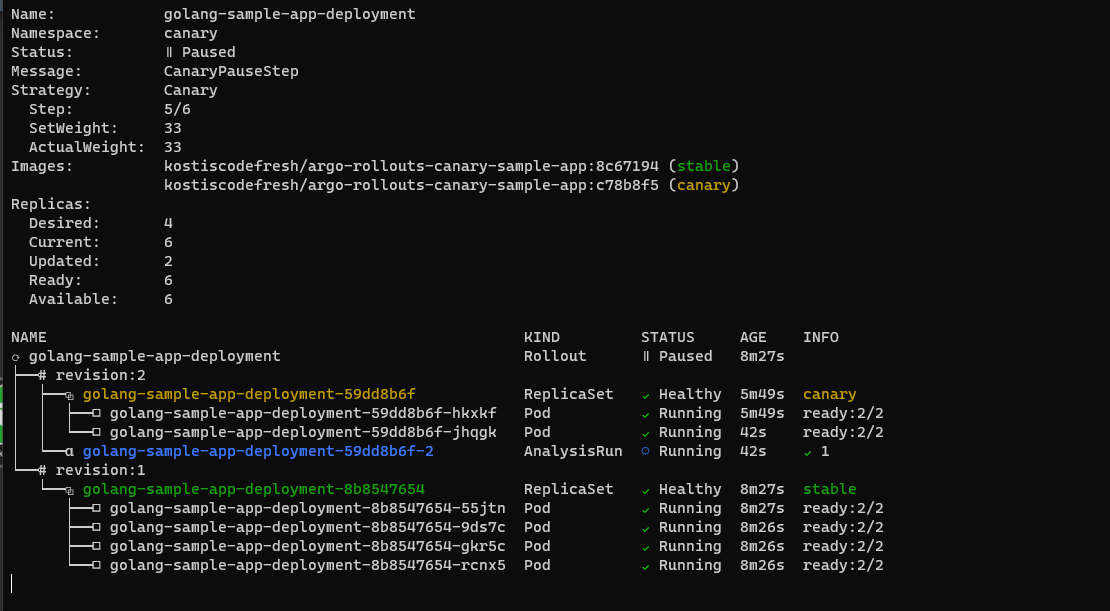 Name: golang-sample-app-deployment
Namespace: canary
Status: ॥ Paused
Message: CanaryPauseStep
Strategy: Canary
Step: 5/6
SetWeight: 33
ActualWeight: 33
Images: kostiscodefresh/argo-rollouts-canary-sample-app:8c67194 (stable)
kostiscodefresh/argo-rollouts-canary-sample-app:c78b8f5 (canary)
Replicas:
Desired: 4
Current: 6
Updated: 2
Ready: 6
Available: 6
NAME KIND STATUS AGE INFO
⟳ golang-sample-app-deployment Rollout ॥ Paused 8m27s
├──# revision:2
│  ├──⧉ golang-sample-app-deployment-59dd8b6f ReplicaSet ✔ Healthy 5m49s canary
│  │  ├──□ golang-sample-app-deployment-59dd8b6f-hkxkf Pod ✔ Running 5m49s ready:2/2
│  │  └──□ golang-sample-app-deployment-59dd8b6f-jhqgk Pod ✔ Running 42s ready:2/2
│  └──α golang-sample-app-deployment-59dd8b6f-2 AnalysisRun ◌ Running 42s ✔ 1
└──# revision:1
   └──⧉ golang-sample-app-deployment-8b8547654 ReplicaSet ✔ Healthy 8m27s stable
      ├──□ golang-sample-app-deployment-8b8547654-55jtn Pod ✔ Running 8m27s ready:2/2
      ├──□ golang-sample-app-deployment-8b8547654-9ds7c Pod ✔ Running 8m26s ready:2/2
      ├──□ golang-sample-app-deployment-8b8547654-gkr5c Pod ✔ Running 8m26s ready:2/2
      └──□ golang-sample-app-deployment-8b8547654-rcnx5 Pod ✔ Running 8m26s ready:2/2